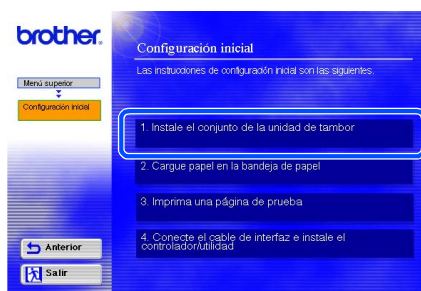 brother.
Menú superior
Configuración inicial
Anterior
Salir
Configuración inicial
Las instrucciones de configuración inicial son las siguientes.
1. Instale el conjunto de la unidad de tambor
2. Cargue papel en la bandeja de papel
3. Imprima una página de prueba
4. Conecte el cable de interfaz e instale el
controlador/utilidad